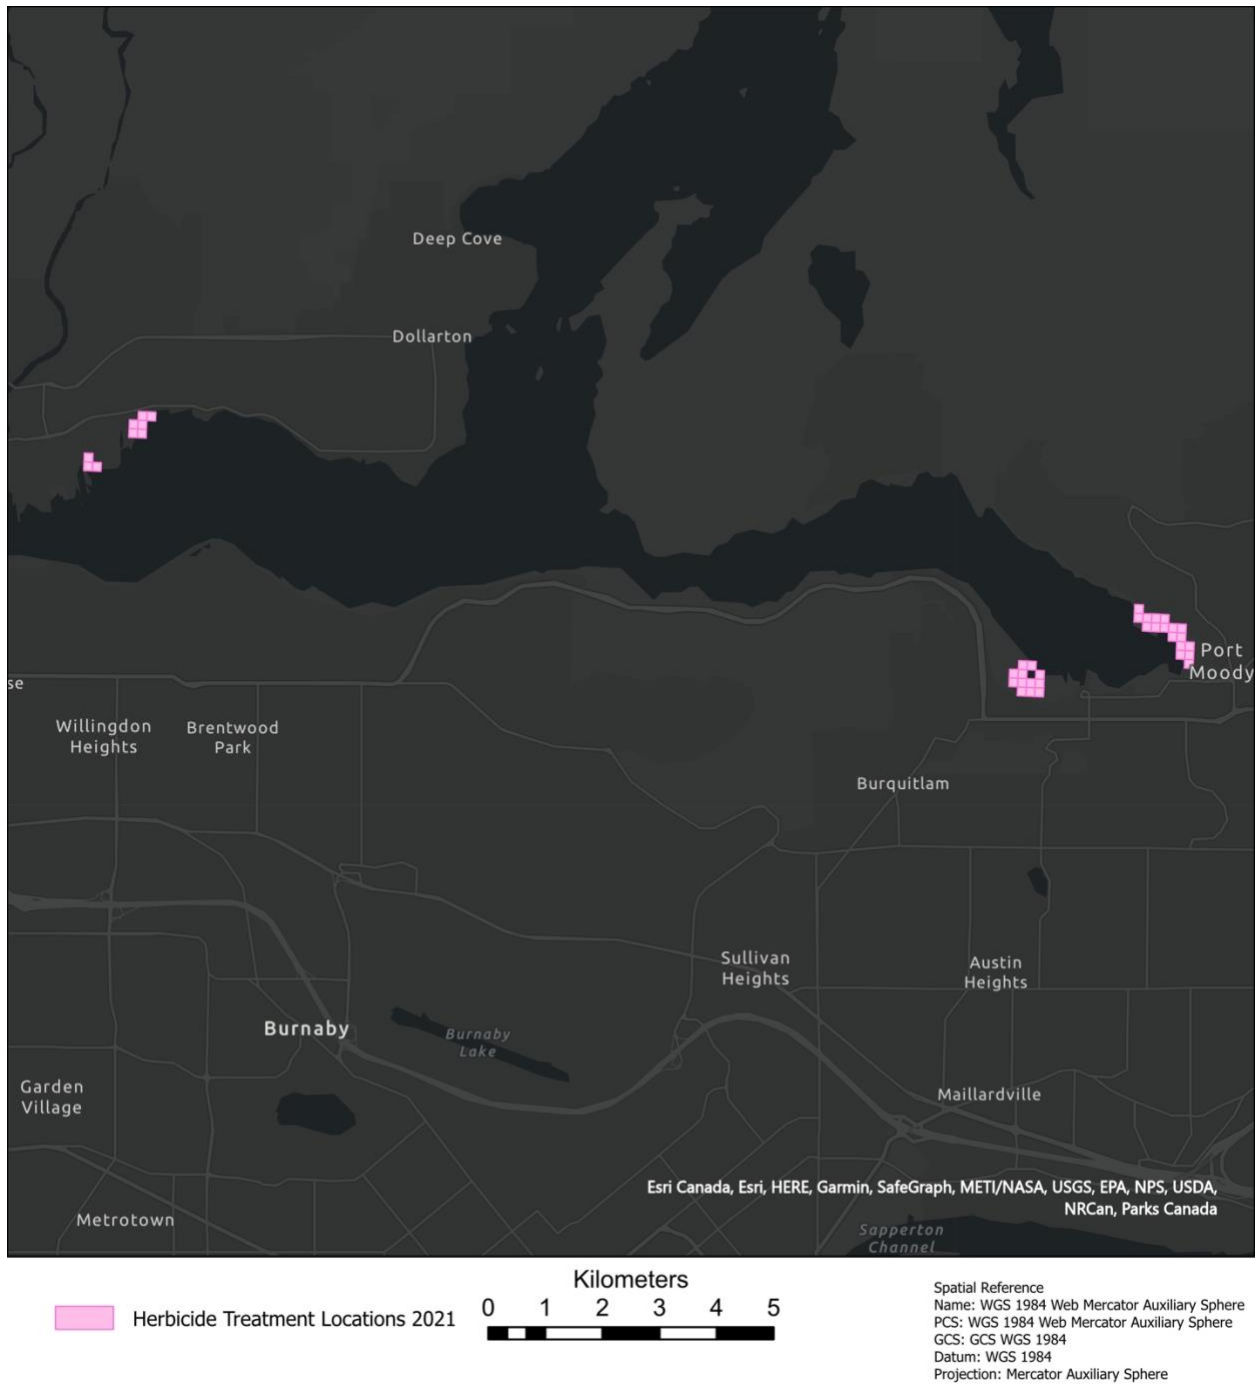 Deep Cove
Dollarton
Port
Moody
se
Willingdon
Heights
Brentwood
Park
Burquitlam
Sullivan
Heights
Austin
Heights
Burnaby
Burnaby
Lake
Garden
Village
Maillardville
Esri Canada, Esri, HERE, Garmin, SafeGraph, METI/NASA, USGS, EPA, NPS, USDA,
NRCan, Parks Canada
Metrotown
Sapperton
Channel
Kilometers
0 1 2 3 4 5
Herbicide Treatment Locations 2021
Spatial Reference
Name: WGS 1984 Web Mercator Auxiliary Sphere
PCS: WGS 1984 Web Mercator Auxiliary Sphere
GCS: GCS WGS 1984
Datum: WGS 1984
Projection: Mercator Auxiliary Sphere